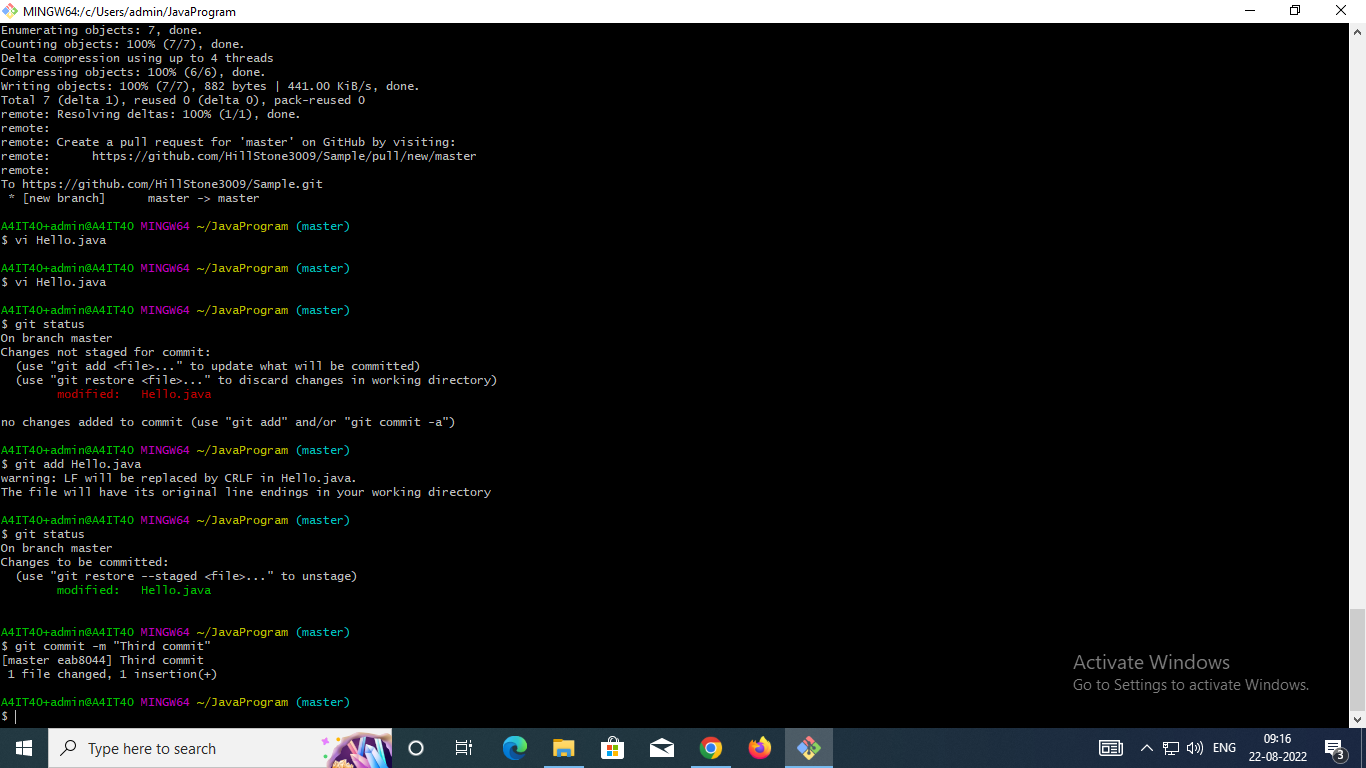 MINGW64:/c/Users/admin/JavaProgram
Enumerating objects: 7, done.
Counting objects: 100% (7/7), done.
Delta compression using up to 4 threads
Compressing objects: 100% (6/6), done.
Writing objects: 100% (7/7), 882 bytes | 441.00 KiB/s, done.
Total 7 (delta 1), reused 0 (delta 0), pack-reused 0
remote: Resolving deltas: 100% (1/1), done.
remote:
remote: Create a pull request for 'master' on GitHub by visiting:
remote:      https://github.com/HillStone3009/Sample/pull/new/master
remote:
To https://github.com/HillStone3009/Sample.git
 * [new branch]      master -> master
A4IT40+admin@A4IT40 MINGW64 ~/JavaProgram (master)
$ vi Hello.java
A4IT40+admin@A4IT40 MINGW64 ~/JavaProgram (master)
$ vi Hello.java
A4IT40+admin@A4IT40 MINGW64 ~/JavaProgram (master)
$ git status
On branch master
Changes not staged for commit:
  (use "git add <file>..." to update what will be committed)
  (use "git restore <file>..." to discard changes in working directory)
        modified:   Hello.java
no changes added to commit (use "git add" and/or "git commit -a")
A4IT40+admin@A4IT40 MINGW64 ~/JavaProgram (master)
$ git add Hello.java
warning: LF will be replaced by CRLF in Hello.java.
The file will have its original line endings in your working directory
A4IT40+admin@A4IT40 MINGW64 ~/JavaProgram (master)
$ git status
On branch master
Changes to be committed:
  (use "git restore --staged <file>..." to unstage)
        modified:   Hello.java
A4IT40+admin@A4IT40 MINGW64 ~/JavaProgram (master)
$ git commit -m "Third commit"
[master eab8044] Third commit
 1 file changed, 1 insertion(+)
A4IT40+admin@A4IT40 MINGW64 ~/JavaProgram (master)
$
Activate Windows
Go to Settings to activate Windows.
Type here to search
ENG
09:16
22-08-2022
3